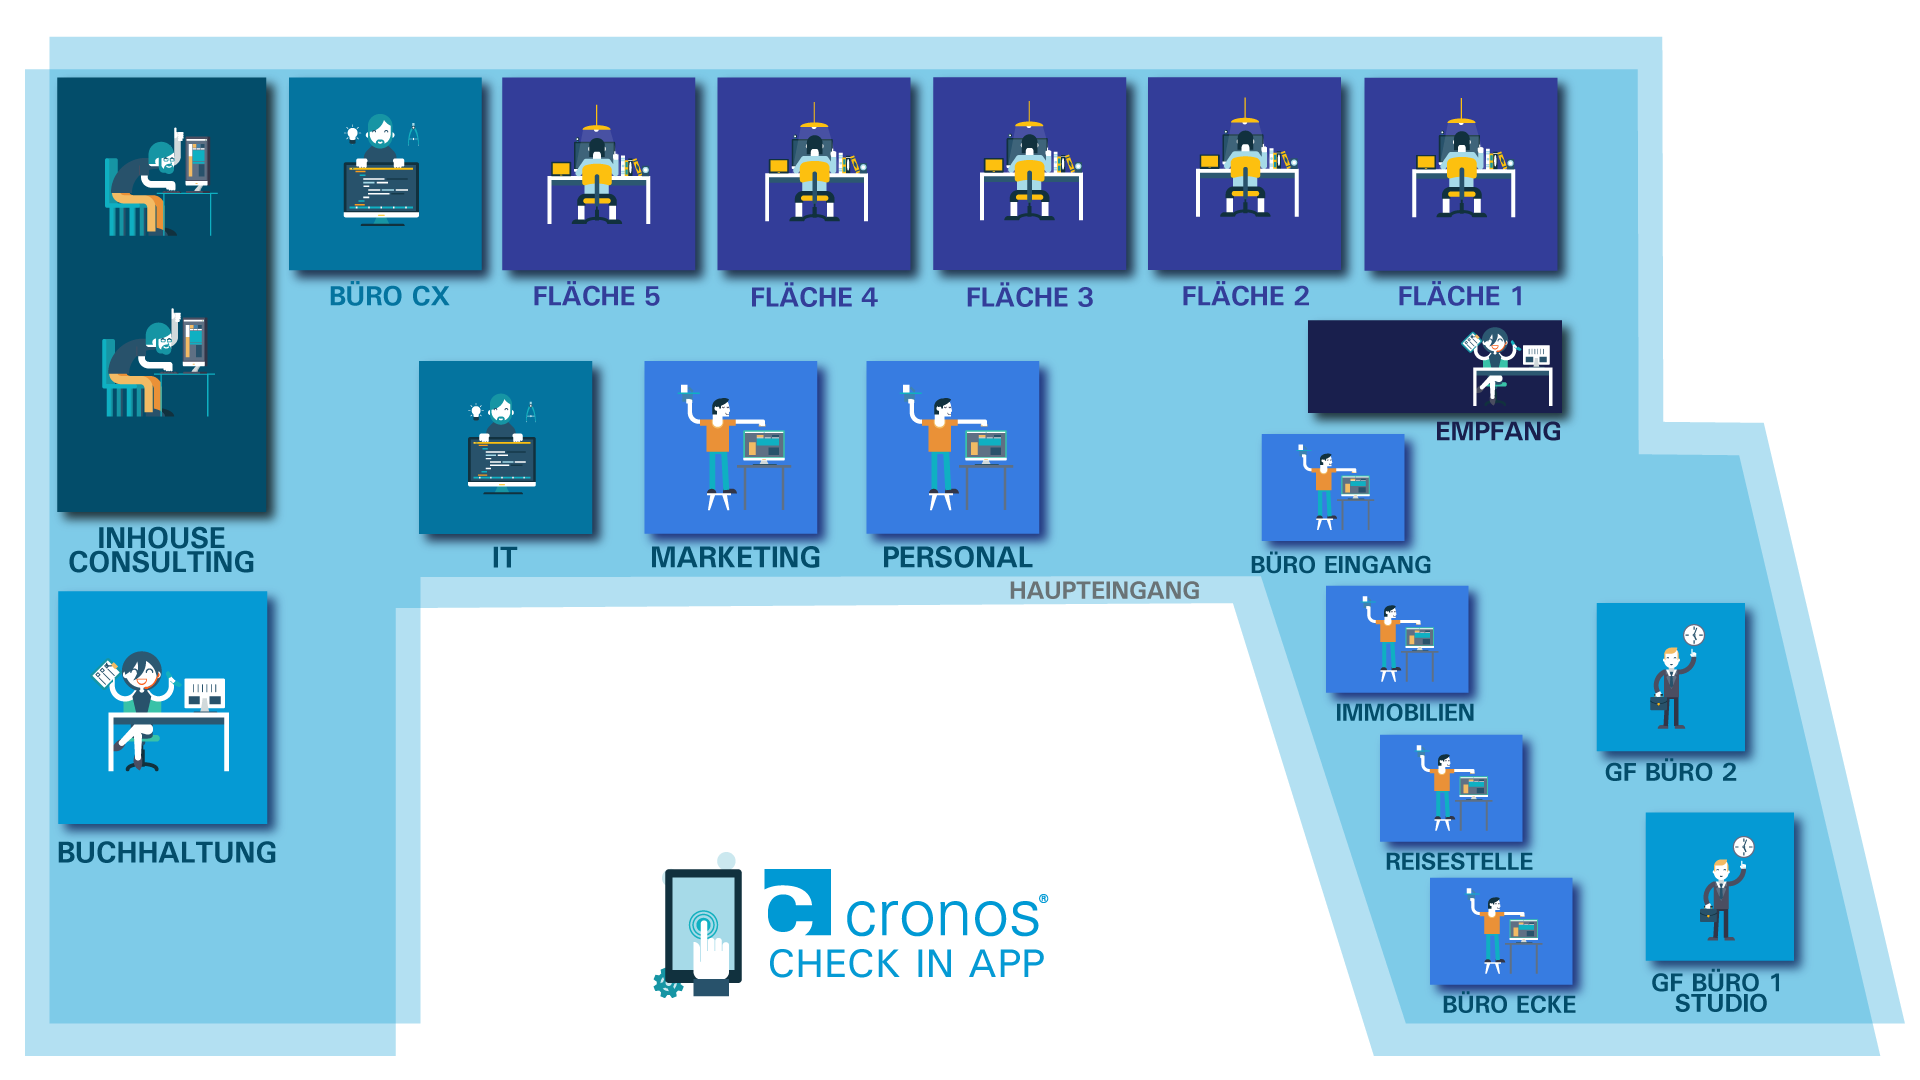 BÜRO CX
FLÄCHE 5
FLÄCHE 4
FLÄCHE 3
FLÄCHE 2
FLÄCHE 1
EMPFANG
INHOUSE
CONSULTING
IT
MARKETING
PERSONAL
BÜRO EINGANG
HAUPTEINGANG
IMMOBILIEN
GF BÜRO 2
BUCHHALTUNG
REISESTELLE
cronos®
CHECK IN APP
GF BÜRO 1
STUDIO
BÜRO ECKE